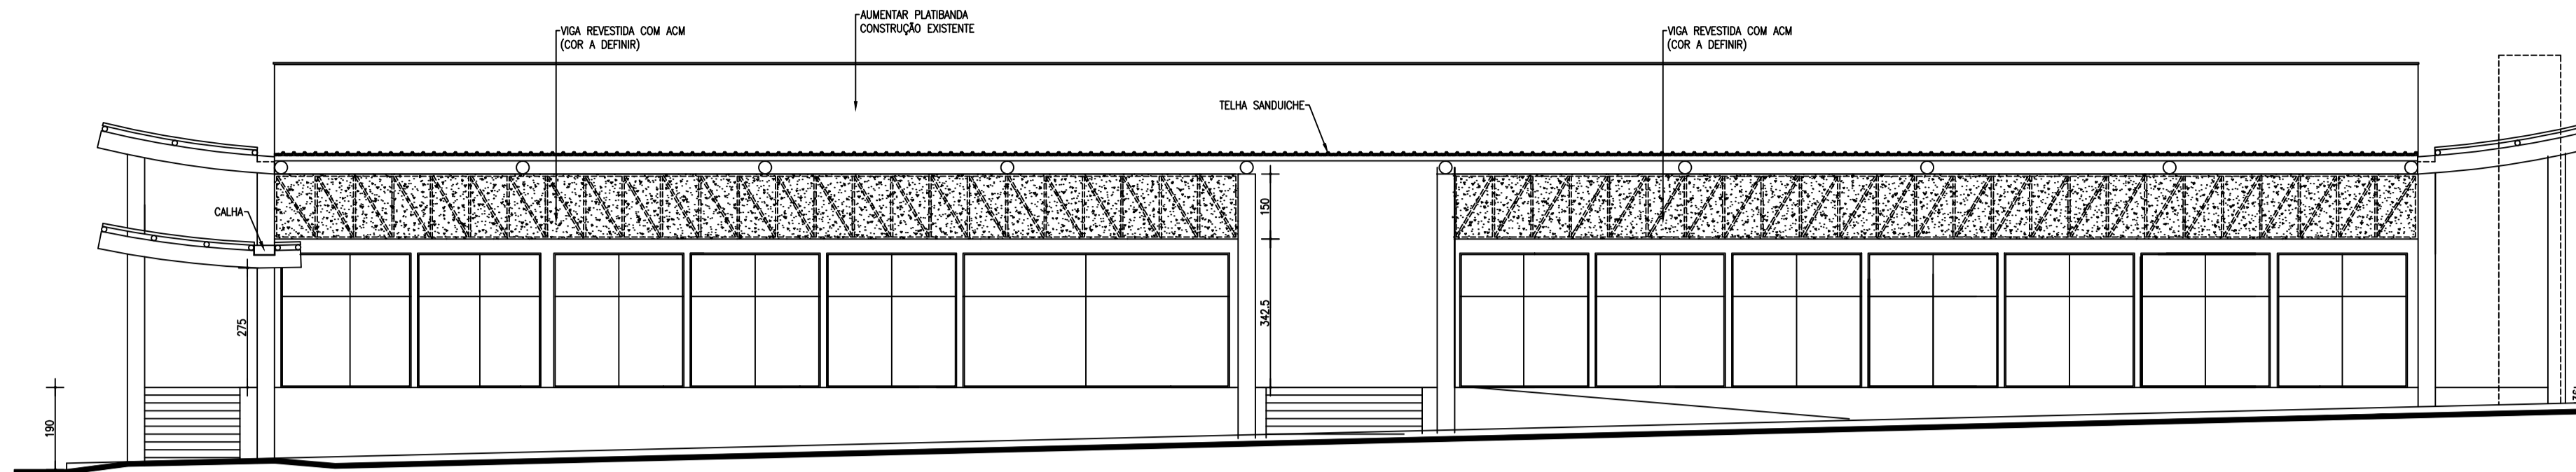 AUMENTAR PLATIBANDA
CONSTRUÇÃO EXISTENTE
VIGA REVESTIDA COM ACM
(COR A DEFINIR)
VIGA REVESTIDA COM ACM
(COR A DEFINIR)
TELHA SANDUICHE
CALHA
150
275
342.5
190